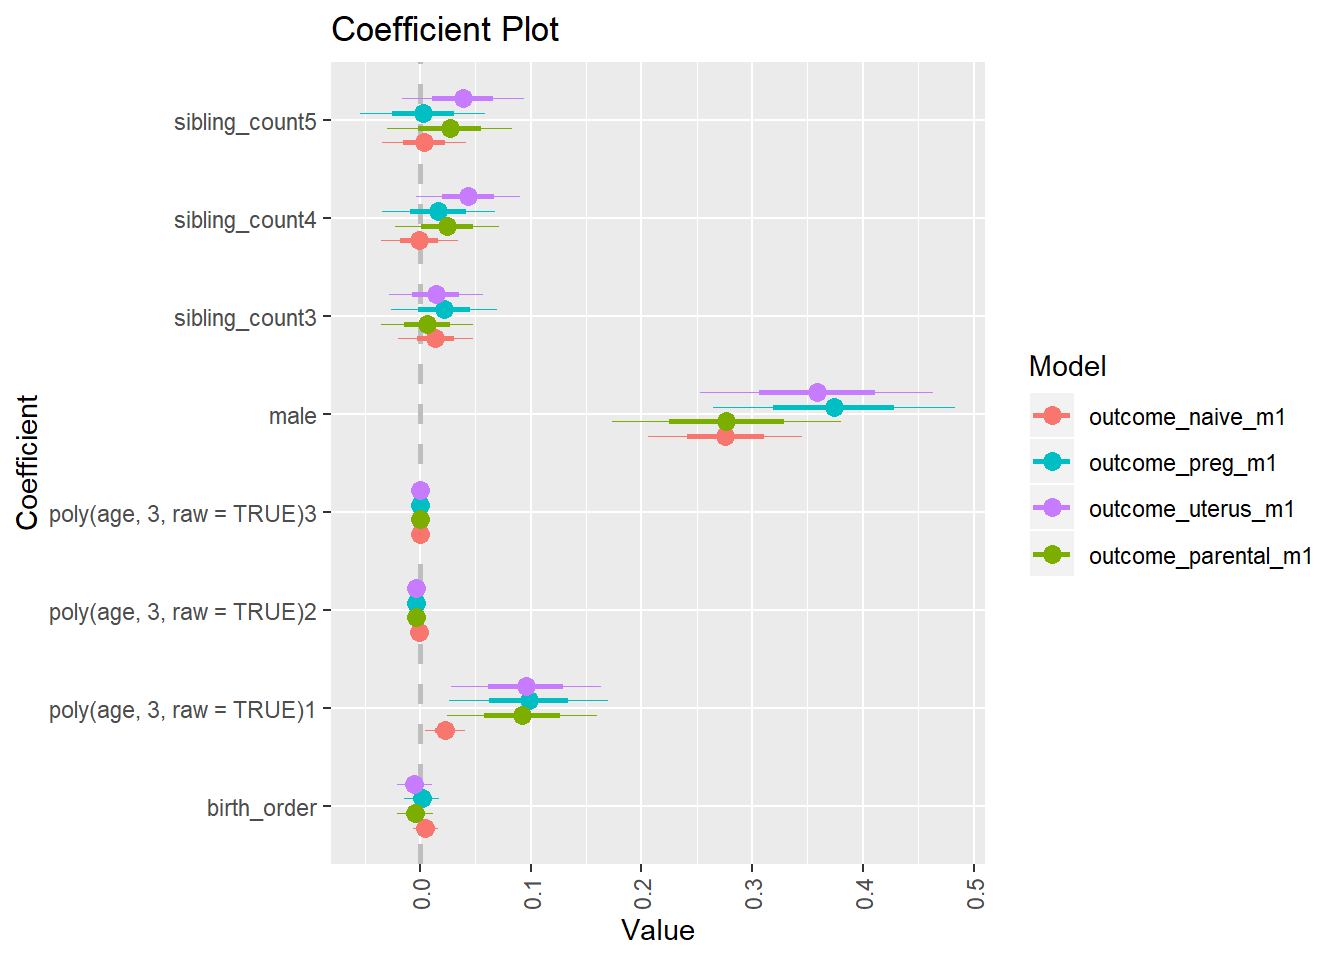 Coefficient Plot
sibling_count5
sibling_count4
sibling_count3
male
poly(age, 3, raw = TRUE)3
poly(age, 3, raw = TRUE)2
poly(age, 3, raw = TRUE)1
birth_order
Coefficient
0.0
0.1
0.2
0.3
0.4
0.5
Value
Model
outcome_naive_m1
outcome_preg_m1
outcome_uterus_m1
outcome_parental_m1